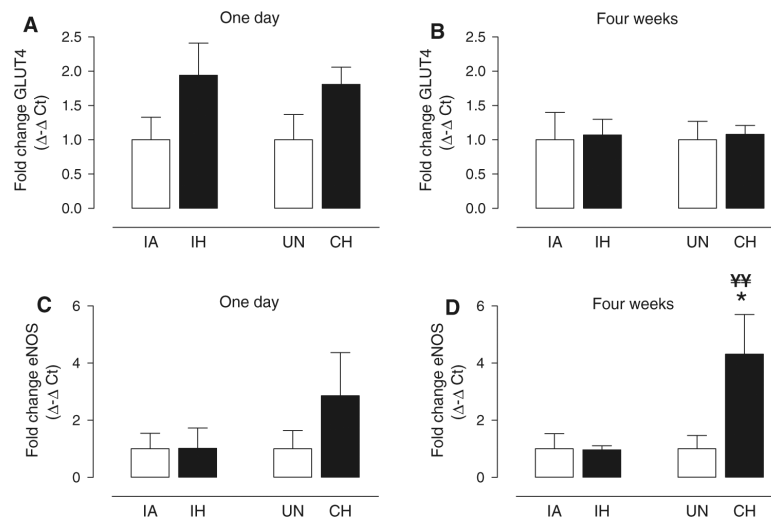 A
One day
Fold change GLUT4
(Δ-Δ Ct)
2.5
2.0
1.5
1.0
0.5
0.0
IA IH UN CH
B
Four weeks
Fold change GLUT4
(Δ-Δ Ct)
2.5
2.0
1.5
1.0
0.5
0.0
IA IH UN CH
C
One day
Fold change eNOS
(Δ-Δ Ct)
6
4
2
0
IA IH UN CH
D
Four weeks
¥¥
*
Fold change eNOS
(Δ-Δ Ct)
6
4
2
0
IA IH UN CH